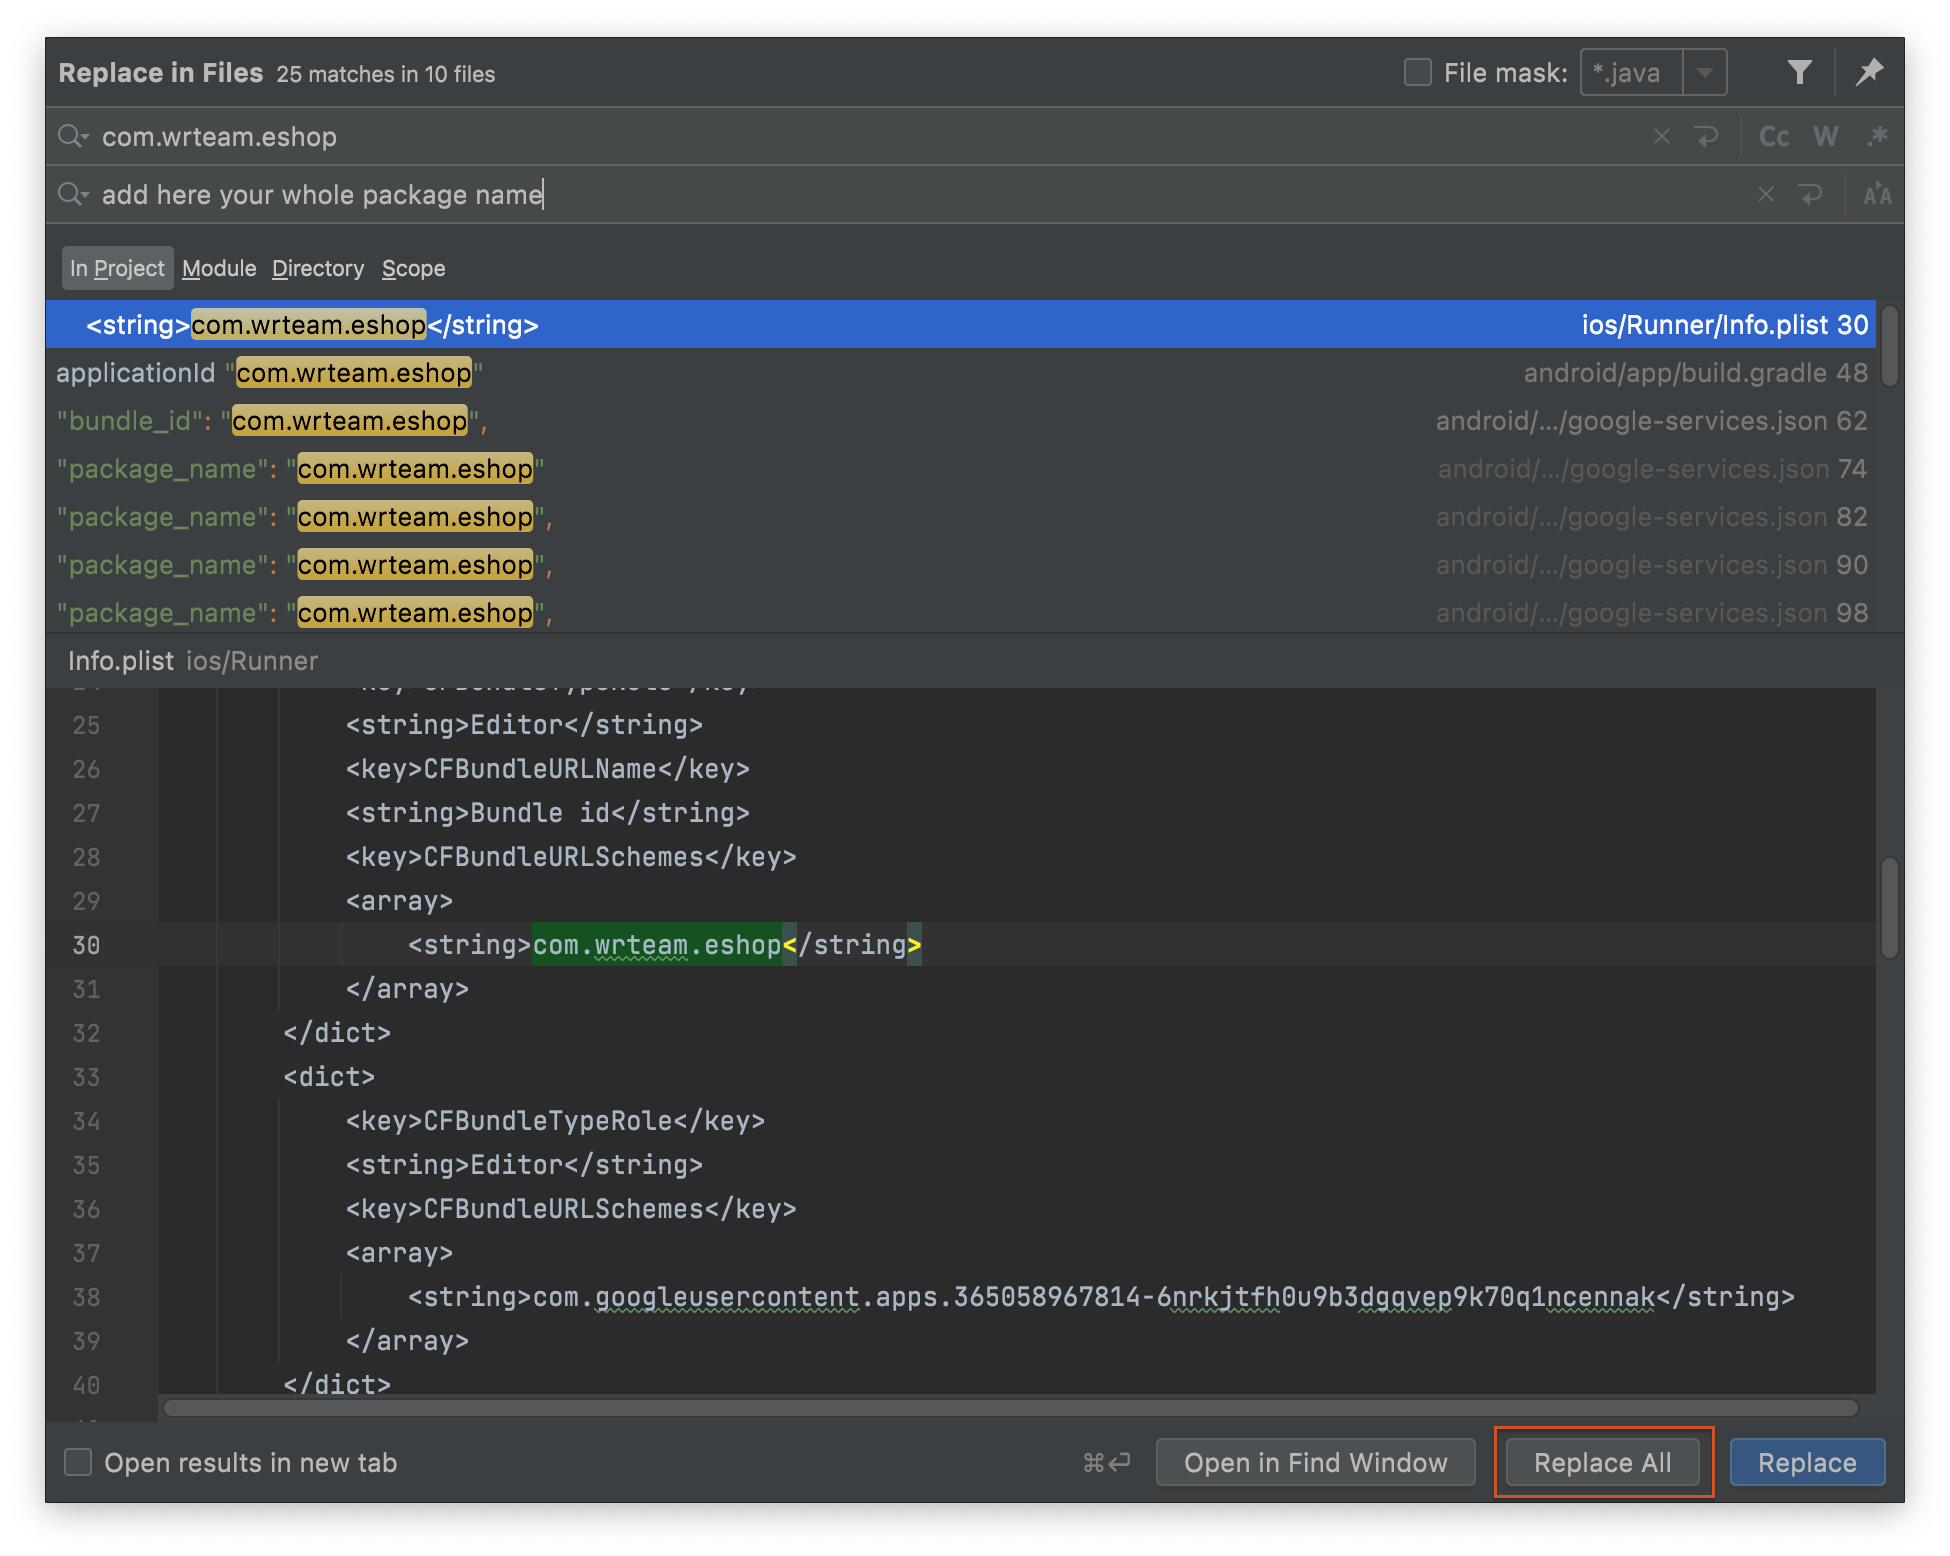 Replace in Files 25 matches in 10 files File mask: *.java
com.wrteam.eshop Cc W .*
add here your whole package name AA
In Project Module Directory Scope
<string>com.wrteam.eshop</string> ios/Runner/Info.plist 30
applicationId "com.wrteam.eshop" android/app/build.gradle 48
"bundle_id": "com.wrteam.eshop", android/.../google-services.json 62
"package_name": "com.wrteam.eshop" android/.../google-services.json 74
"package_name": "com.wrteam.eshop", android/.../google-services.json 82
"package_name": "com.wrteam.eshop", android/.../google-services.json 90
"package_name": "com.wrteam.eshop", android/.../google-services.json 98
Info.plist ios/Runner
25 <string>Editor</string>
26 <key>CFBundleURLName</key>
27 <string>Bundle id</string>
28 <key>CFBundleURLSchemes</key>
29 <array>
30 <string>com.wrteam.eshop</string>
31 </array>
32 </dict>
33 <dict>
34 <key>CFBundleTypeRole</key>
35 <string>Editor</string>
36 <key>CFBundleURLSchemes</key>
37 <array>
38 <string>com.googleusercontent.apps.365058967814-6nrkjtfh0u9b3dgqvep9k70q1ncennak</string>
39 </array>
40 </dict>
Open results in new tab ⌘⏎ Open in Find Window Replace All Replace